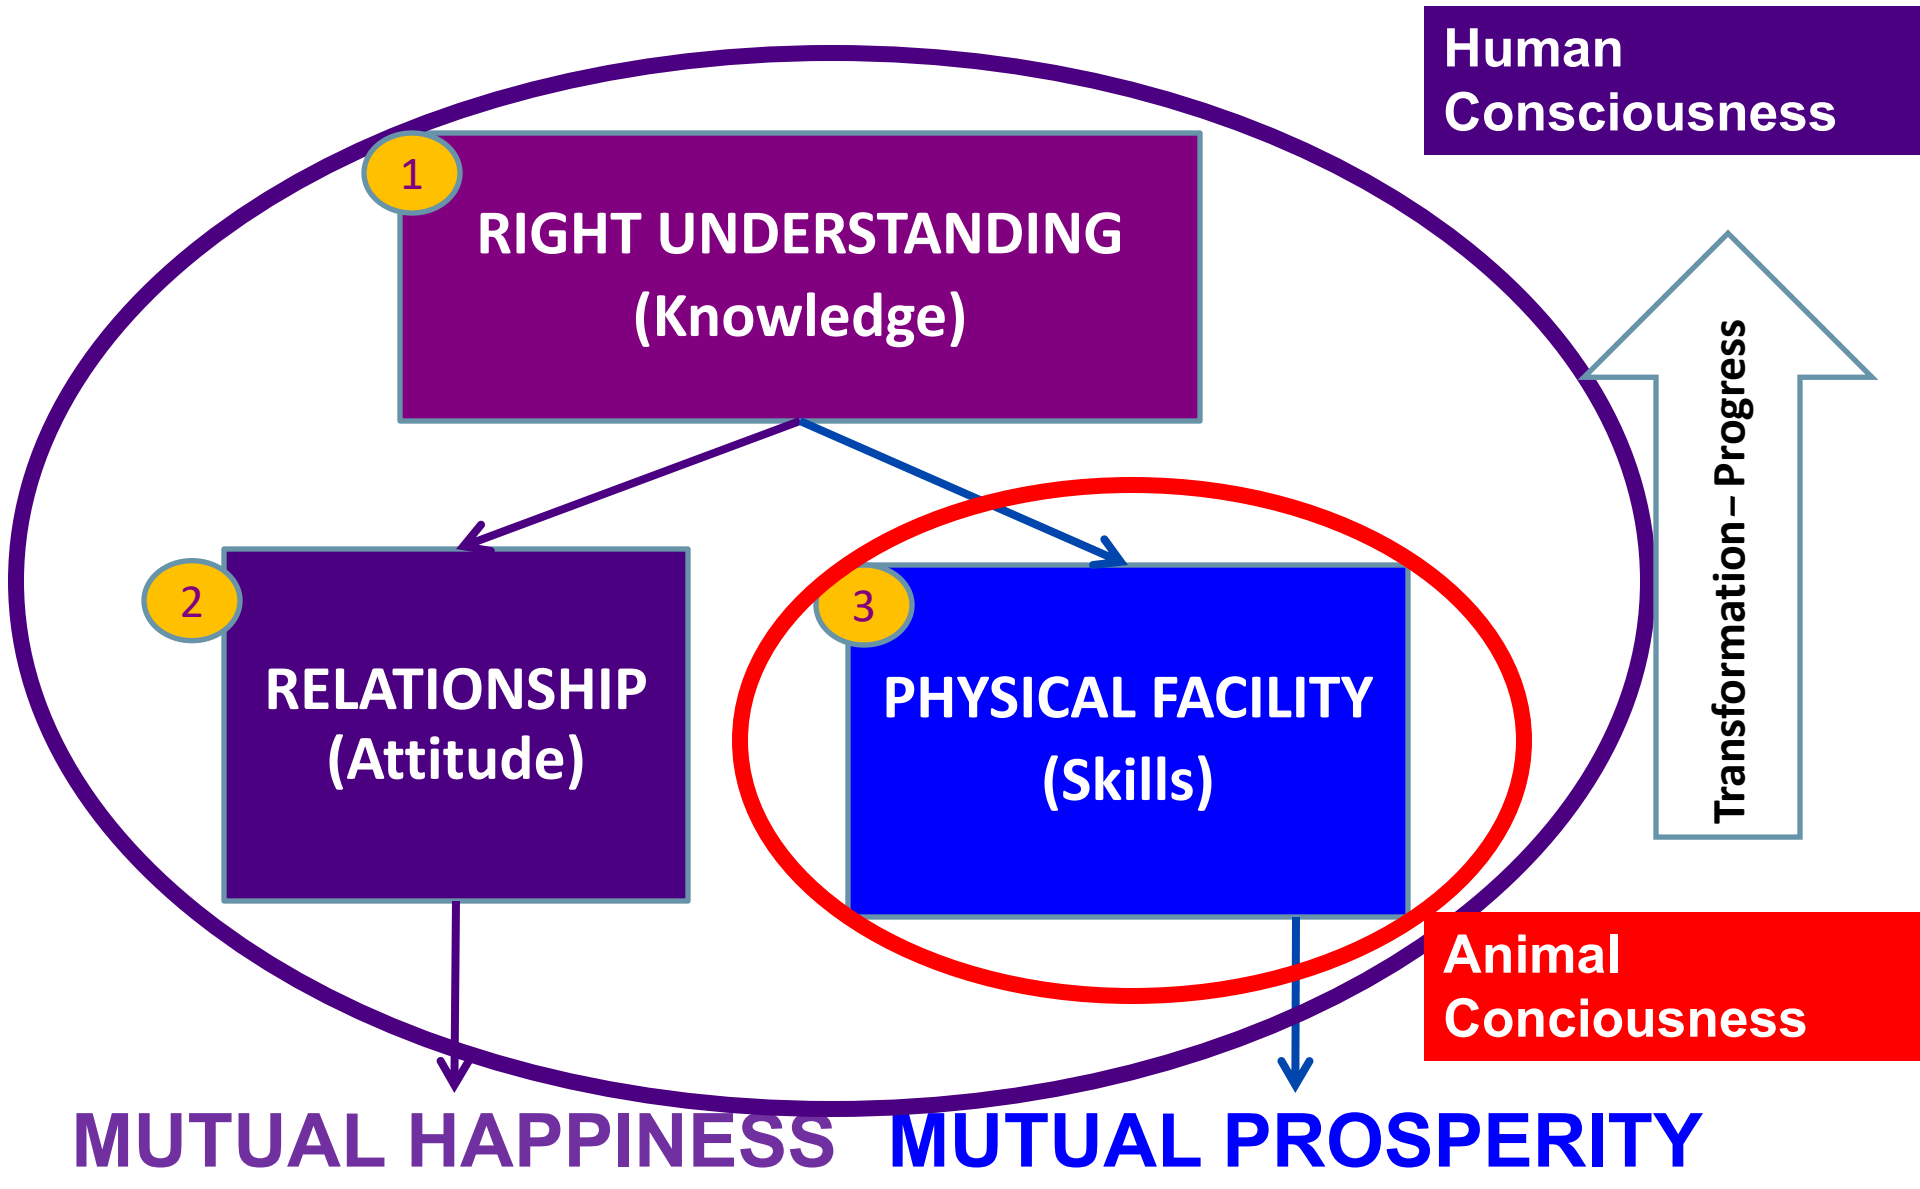 Human
Consciousness
1
RIGHT UNDERSTANDING
(Knowledge)
Transformation – Progress
2
RELATIONSHIP
(Attitude)
3
PHYSICAL FACILITY
(Skills)
Animal
Conciousness
MUTUAL HAPPINESS
MUTUAL PROSPERITY